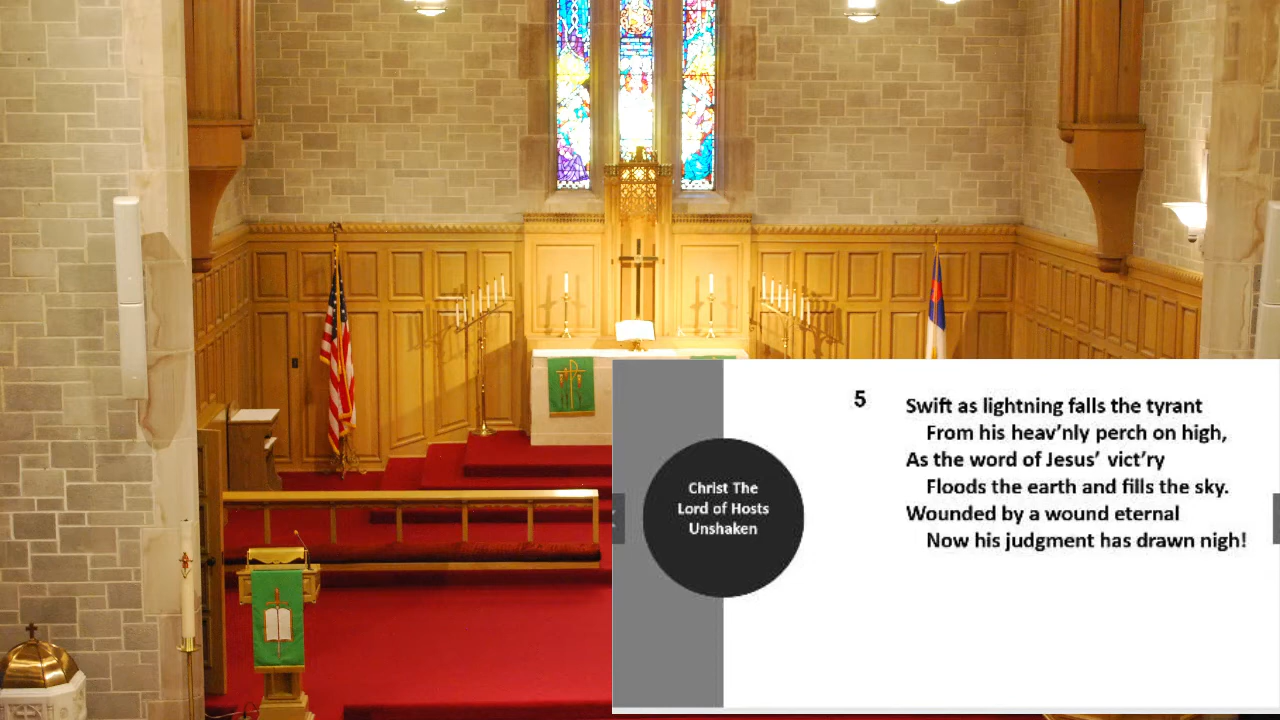 Christ The
Lord of Hosts
Unshaken
5
Swift as lightning falls the tyrant
From his heav’nly perch on high,
As the word of Jesus’ vict’ry
Floods the earth and fills the sky.
Wounded by a wound eternal
Now his judgment has drawn nigh!